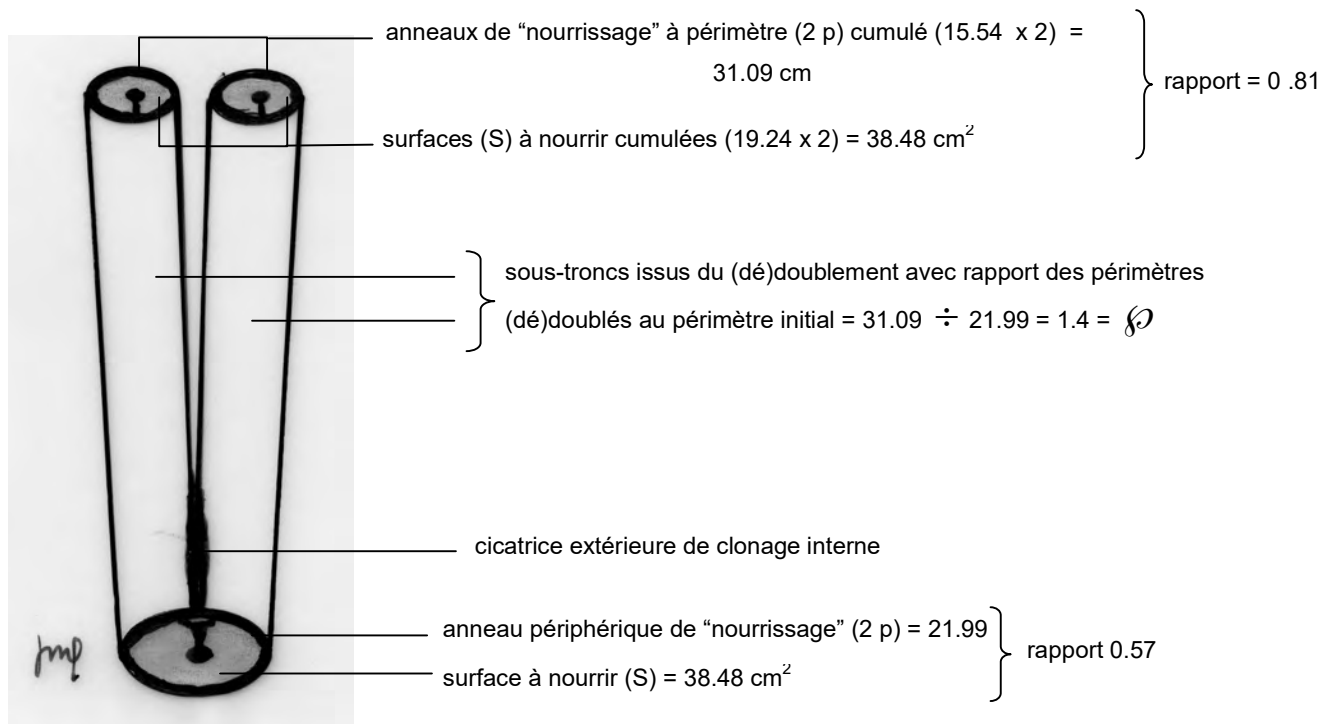 anneaux de “nourrissage” à périmètre (2 p) cumulé (15.54 x 2) =
31.09 cm
rapport = 0 .81
surfaces (S) à nourrir cumulées (19.24 x 2) = 38.48 cm²
sous-troncs issus du (dé)doublement avec rapport des périmètres
(dé)doublés au périmètre initial = 31.09 ÷ 21.99 = 1.4 = ℘
cicatrice extérieure de clonage interne
anneau périphérique de “nourrissage” (2 p) = 21.99
rapport 0.57
surface à nourrir (S) = 38.48 cm²
jmp